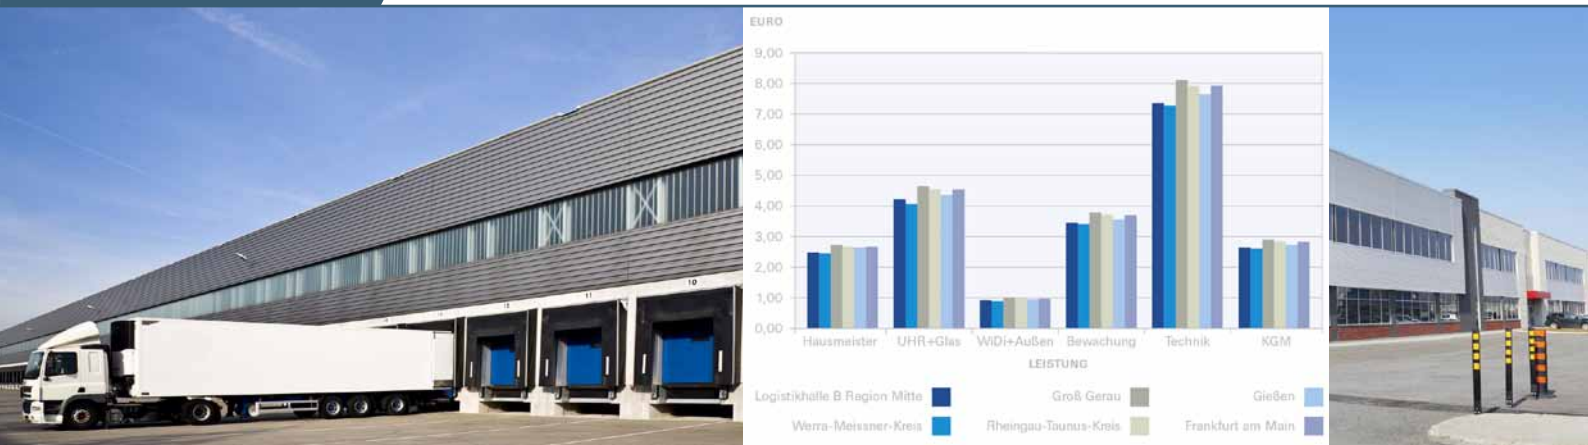 EURO
9,00
8,00
7,00
6,00
5,00
4,00
3,00
2,00
1,00
0,00
Hausmeister UHR+Glas WiDi+Außen Bewachung Technik KGM
LEISTUNG
Logistikhalle B Region Mitte Groß Gerau Gießen
Werra-Meissner-Kreis Rheingau-Taunus-Kreis Frankfurt am Main
11
10